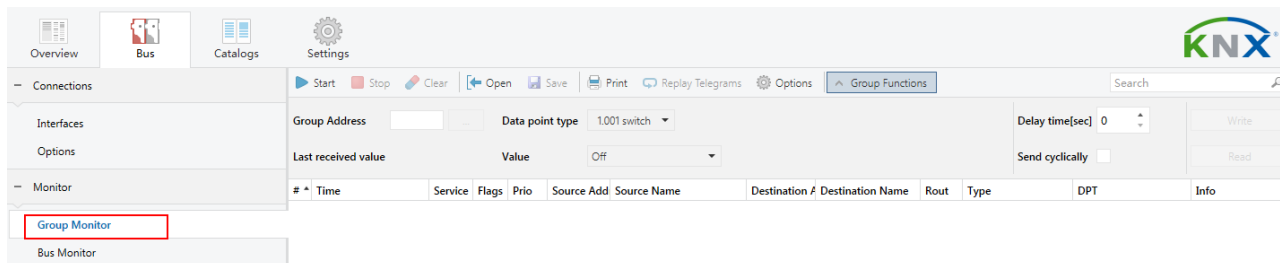 Overview Bus Catalogs Settings
KNX®
− Connections
Start Stop Clear Open Save Print Replay Telegrams Options Group Functions Search
Interfaces
Group Address ... Data point type 1.001 switch Delay time[sec] 0 Write
Options
Last received value Value Off Send cyclically Read
− Monitor
# Time Service Flags Prio Source Add Source Name Destination A Destination Name Rout Type DPT Info
Group Monitor
Bus Monitor